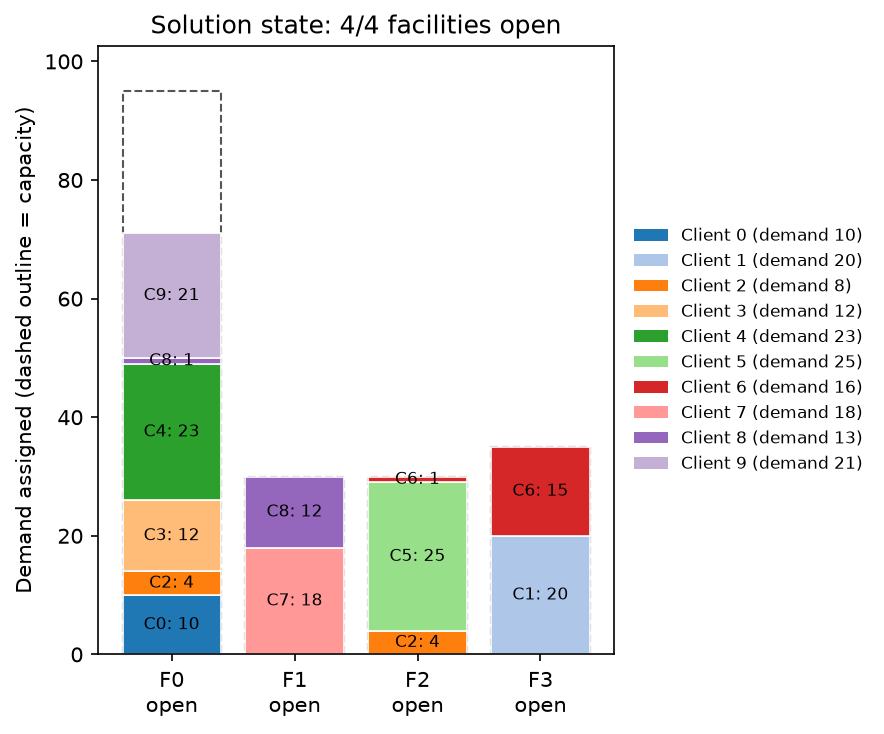 Solution state: 4/4 facilities open
Demand assigned (dashed outline = capacity)
100
80
60
40
20
0
C9: 21
C8: 1
C4: 23
C3: 12
C2: 4
C0: 10
C8: 12
C7: 18
C6: 1
C5: 25
C2: 4
C6: 15
C1: 20
F0
open
F1
open
F2
open
F3
open
Client 0 (demand 10)
Client 1 (demand 20)
Client 2 (demand 8)
Client 3 (demand 12)
Client 4 (demand 23)
Client 5 (demand 25)
Client 6 (demand 16)
Client 7 (demand 18)
Client 8 (demand 13)
Client 9 (demand 21)